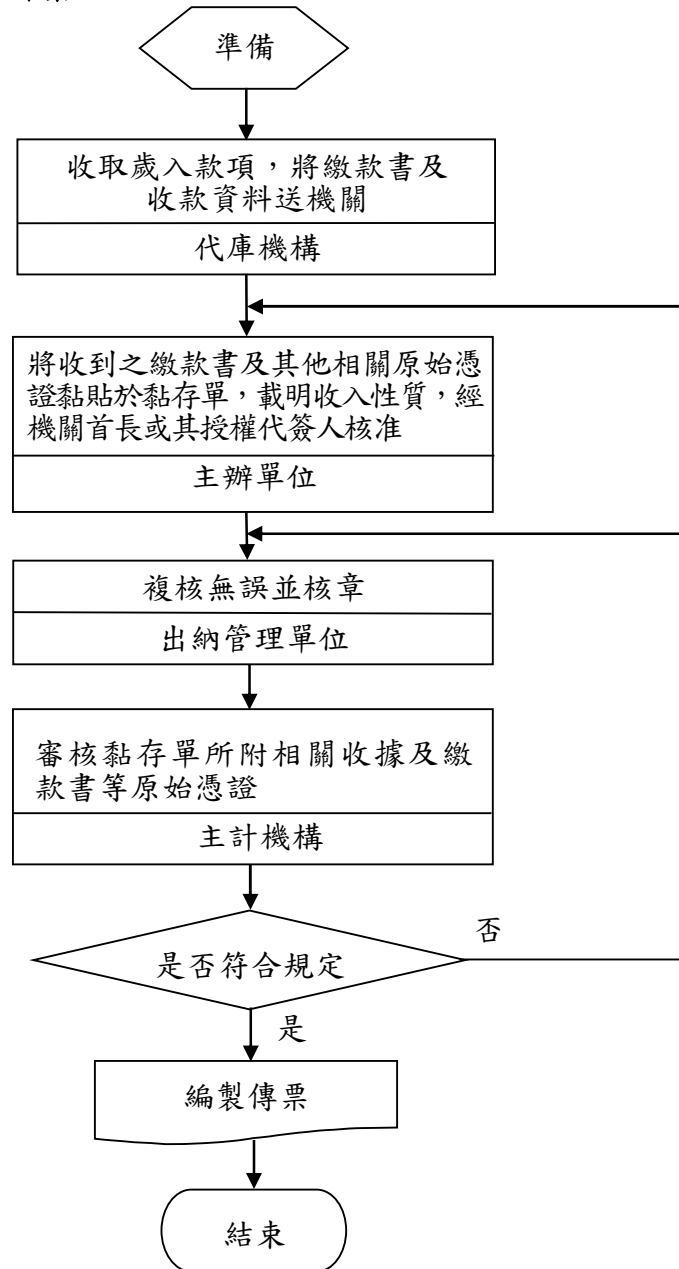 準備
收取歲入款項，將繳款書及
收款資料送機關
代庫機構
將收到之繳款書及其他相關原始憑
證黏貼於黏存單，載明收入性質，經
機關首長或其授權代簽人核准
主辦單位
複核無誤並核章
出納管理單位
審核黏存單所附相關收據及繳
款書等原始憑證
主計機構
是否符合規定
否
是
編製傳票
結束